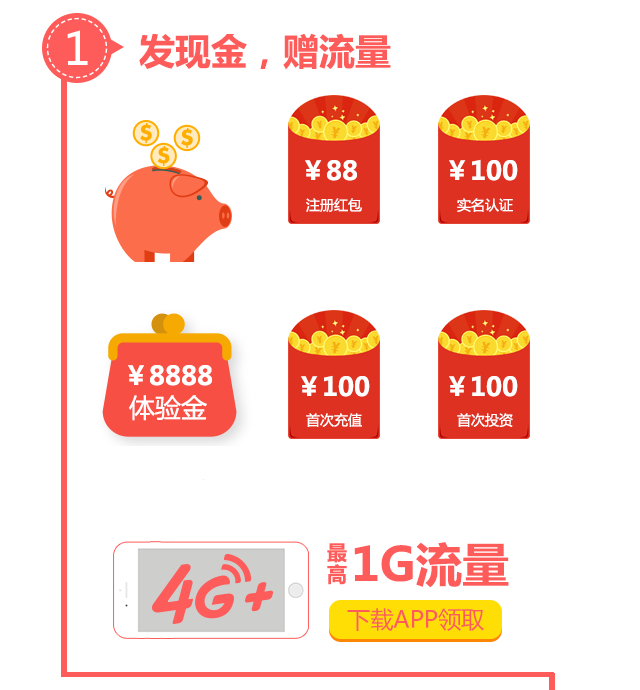 1
发现金，赠流量
¥88
注册红包
¥100
实名认证
¥8888
体验金
¥100
首次充值
¥100
首次投资
4G+
最高
1G流量
下载APP领取